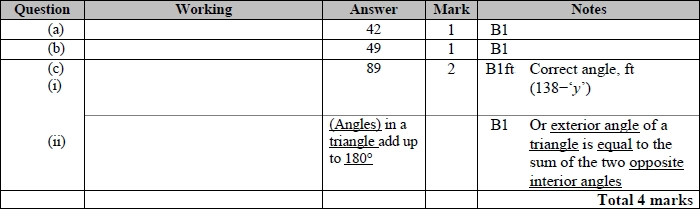 Question Working Answer Mark Notes
(a) 42 1 B1
(b) 49 1 B1
(c) 89 2 B1ft Correct angle, ft
(i) (138−‘y’)
(ii) (Angles) in a B1 Or exterior angle of a
triangle add up triangle is equal to the
to 180° sum of the two opposite
interior angles
Total 4 marks